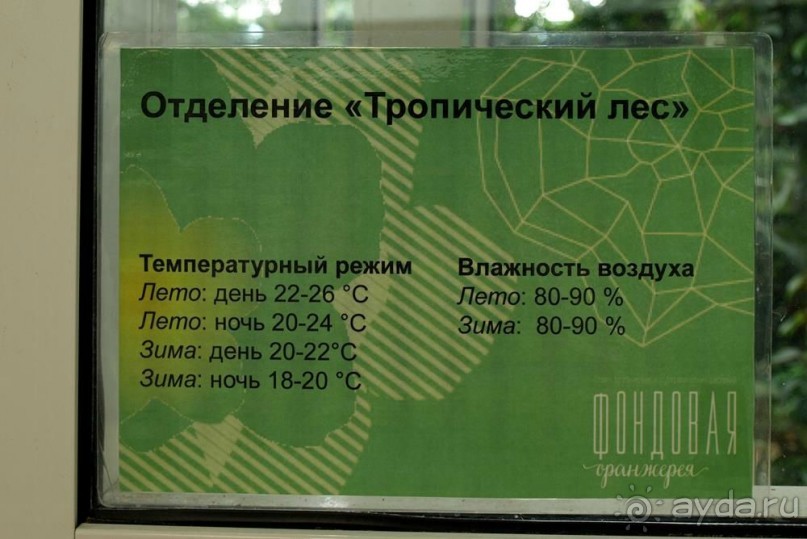 Отделение «Тропический лес»
Температурный режим
Лето: день 22-26 °C
Лето: ночь 20-24 °C
Зима: день 20-22°C
Зима: ночь 18-20 °C
Влажность воздуха
Лето: 80-90 %
Зима: 80-90 %
ФОНДОВАЯ
оранжерея
ayda.ru